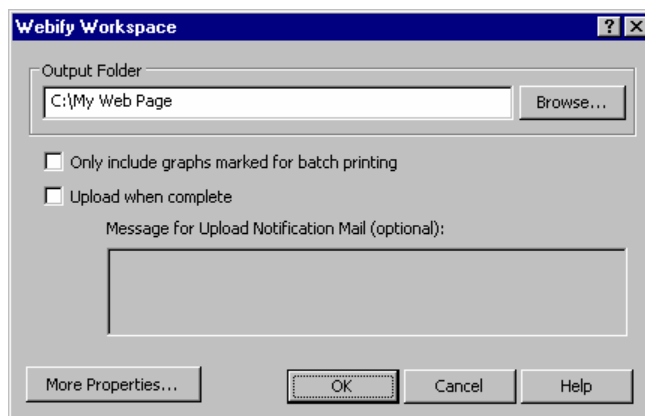 Webify Workspace
Output Folder
C:\My Web Page
Browse...
Only include graphs marked for batch printing
Upload when complete
Message for Upload Notification Mail (optional):
More Properties...
OK
Cancel
Help